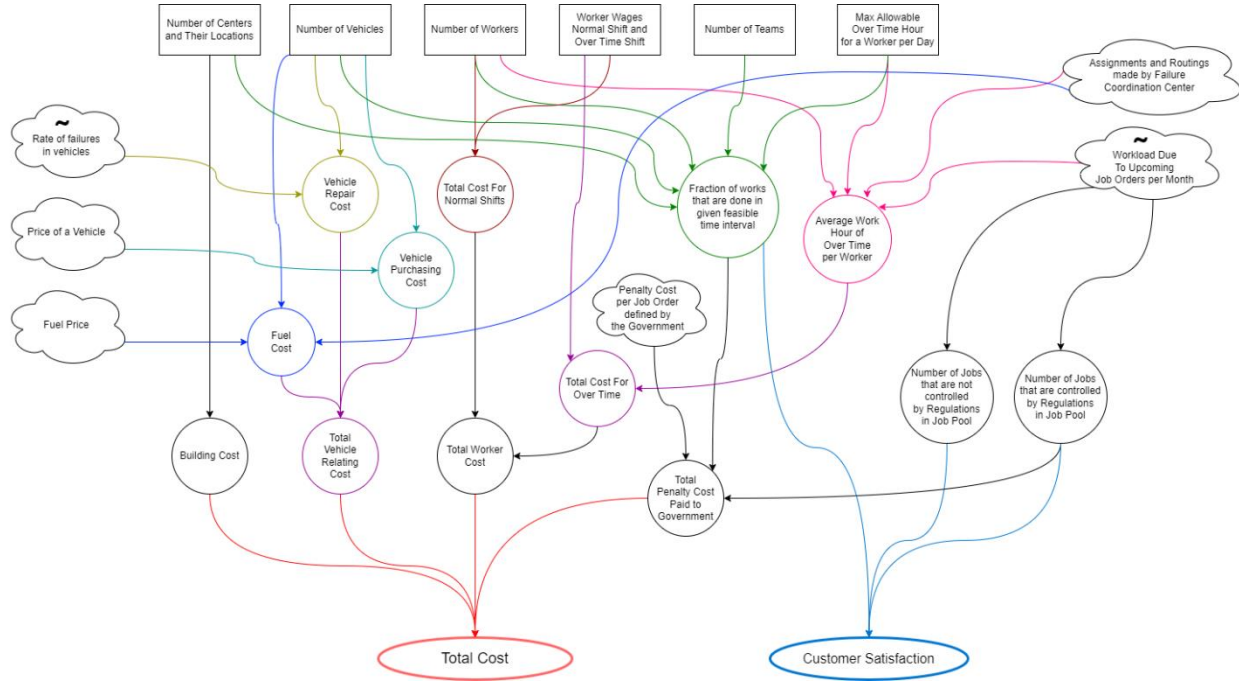 Number of Centers
and Their Locations
Number of Vehicles
Number of Workers
Worker Wages
Normal Shift and
Over Time Shift
Number of Teams
Max Allowable
Over Time Hour
for a Worker per Day
Assignments and Routings
made by Failure
Coordination Center
~
Rate of failures
in vehicles
~
Workload Due
To Upcoming
Job Orders per Month
Vehicle
Repair
Cost
Total Cost For
Normal Shifts
Fraction of works
that are done in
given feasible
time interval
Average Work
Hour of
Over Time
per Worker
Price of a Vehicle
Vehicle
Purchasing
Cost
Penalty Cost
per Job Order
defined by
the Government
Fuel Price
Fuel
Cost
Total Cost For
Over Time
Number of Jobs
that are not
controlled
by Regulations
in Job Pool
Number of Jobs
that are controlled
by Regulations
in Job Pool
Building Cost
Total
Vehicle
Relating
Cost
Total Worker
Cost
Total
Penalty Cost
Paid to
Government
Total Cost
Customer Satisfaction